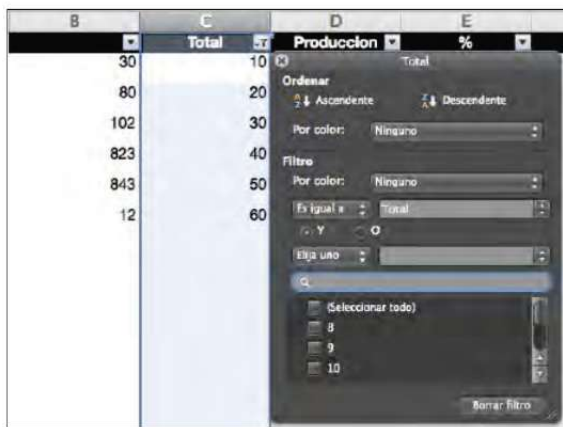 B C D E
Total Produccion %
30 10
80 20
102 30
823 40
843 50
12 60
Total
Ordenar
Ascendente Descendente
Por color: Ninguno
Filtro
Por color: Ninguno
Es igual a Total
Y O
Elija uno
(Seleccionar todo)
8
9
10
Borrar filtro